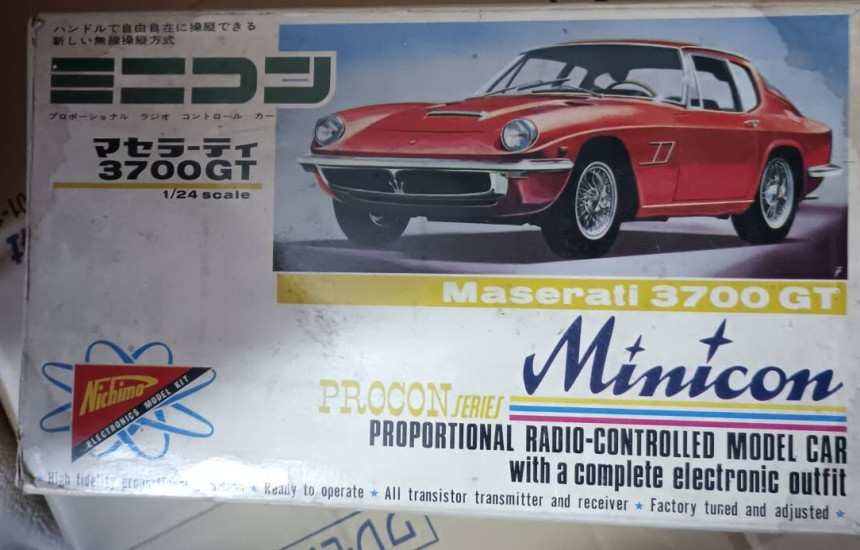 ハンドルで自由自在に操縦できる
新しい無線操縦方式
ミニコン
プロポーショナル ラジオ コントロール カー
マセラーティ
3700GT
1/24 scale
Maserati 3700 GT
Minicon
PROCON SERIES
PROPORTIONAL RADIO-CONTROLLED MODEL CAR
with a complete electronic outfit
Nichimo
ELECTRONICS MODEL KIT
High fidelity ★ Ready to operate ★ All transistor transmitter and receiver ★ Factory tuned and adjusted ★